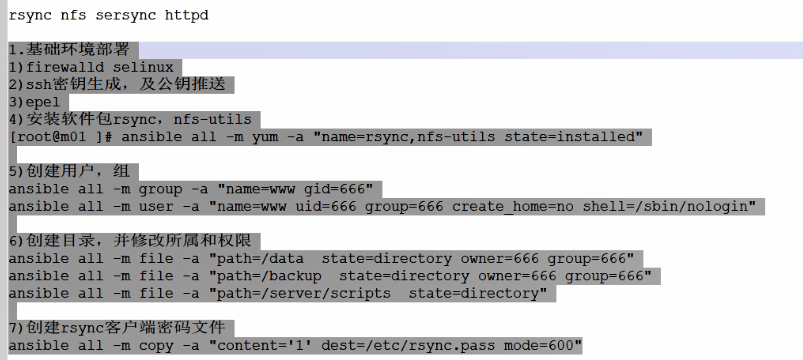 rsync nfs sersync httpd
1.基础环境部署
1)firewalld selinux
2)ssh密钥生成，及公钥推送
3)epel
4)安装软件包rsync，nfs-utils
[root@m01 ]# ansible all -m yum -a "name=rsync,nfs-utils state=installed"
5)创建用户，组
ansible all -m group -a "name=www gid=666"
ansible all -m user -a "name=www uid=666 group=666 create_home=no shell=/sbin/nologin"
6)创建目录，并修改所属和权限
ansible all -m file -a "path=/data  state=directory owner=666 group=666"
ansible all -m file -a "path=/backup  state=directory owner=666 group=666"
ansible all -m file -a "path=/server/scripts  state=directory"
7)创建rsync客户端密码文件
ansible all -m copy -a "content='1' dest=/etc/rsync.pass mode=600"